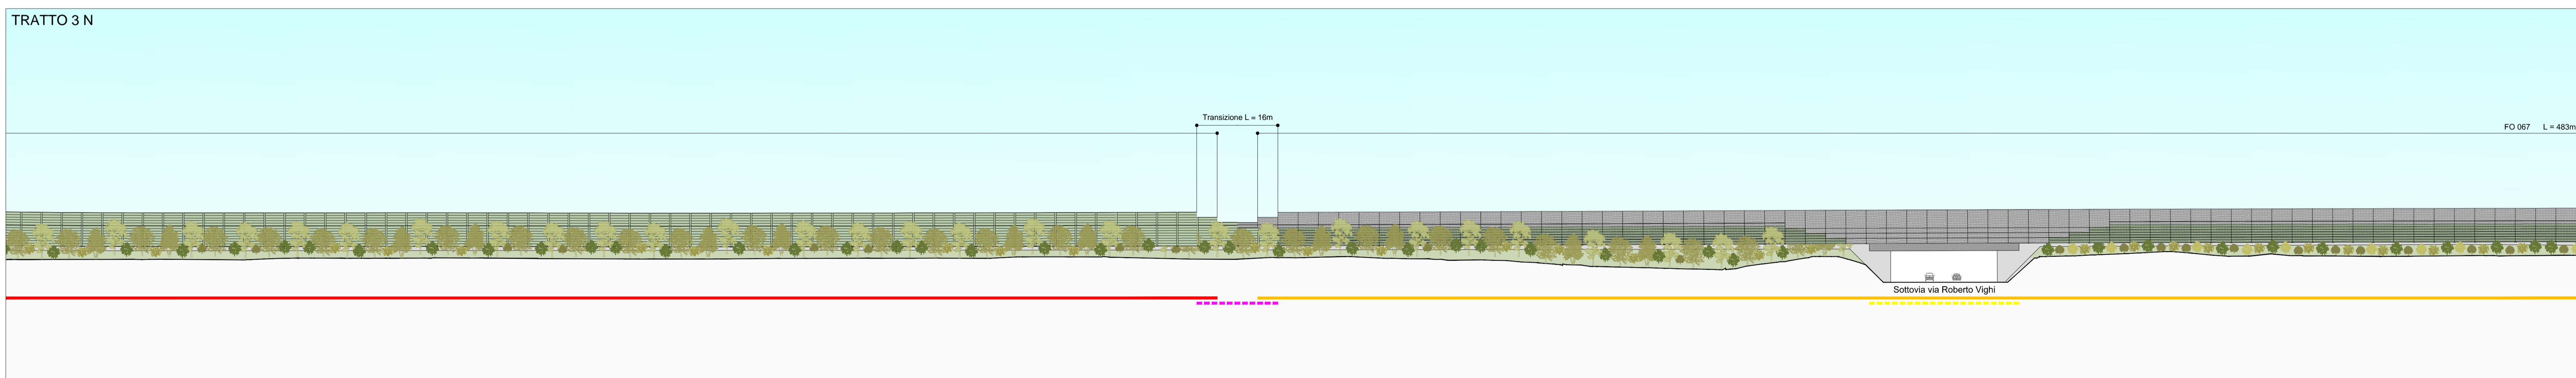 TRATTO 3 N
Transizione L = 16m
FO 067 L = 483m
Sottovia via Roberto Vighi